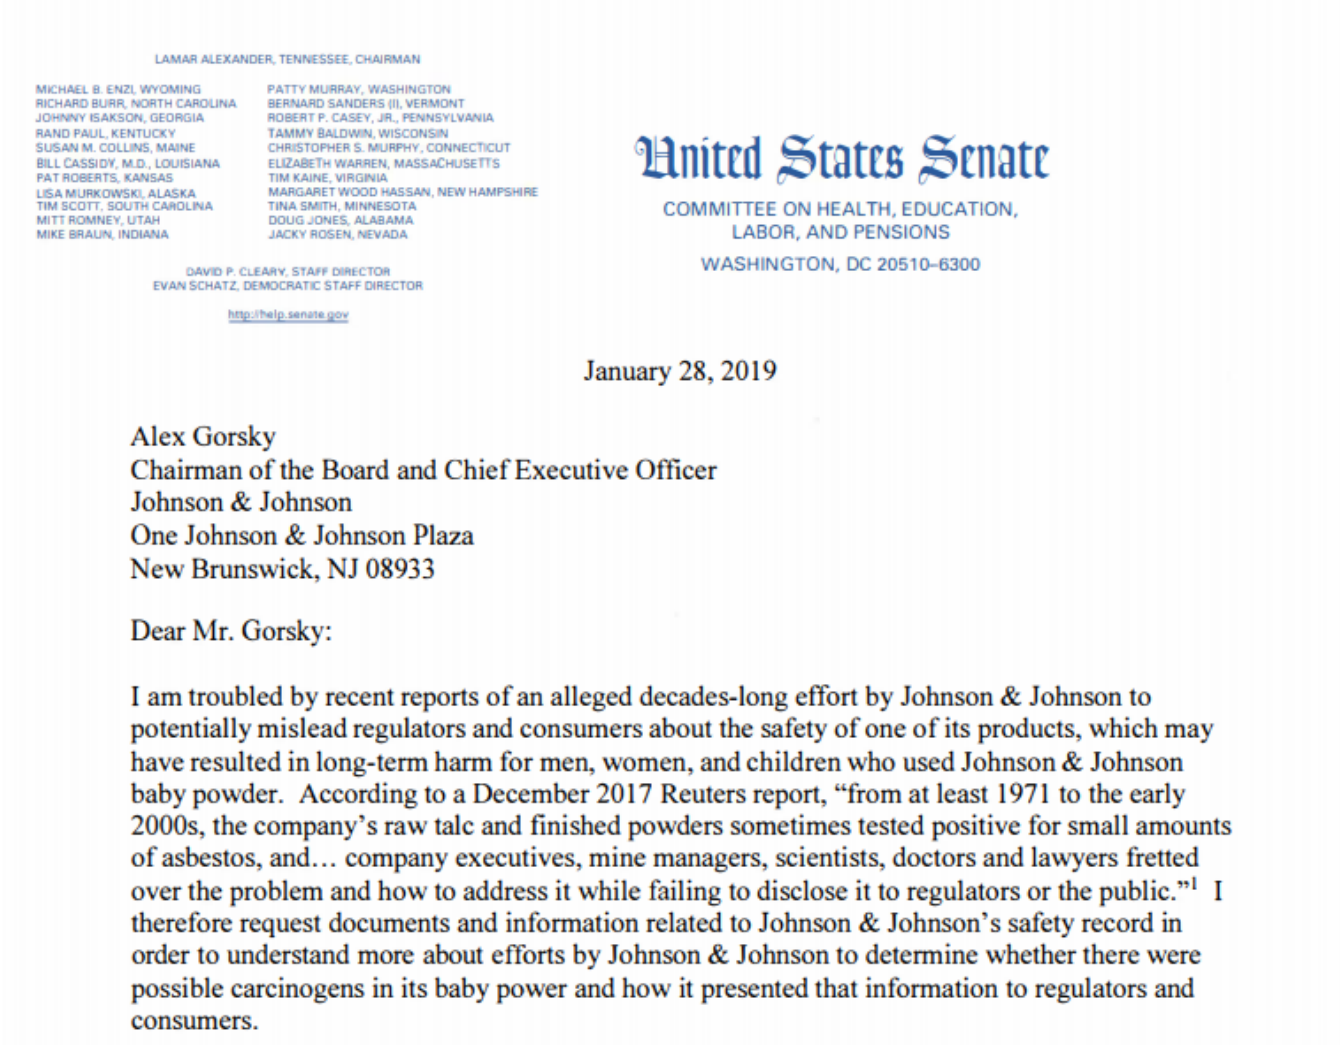 LAMAR ALEXANDER, TENNESSEE, CHAIRMAN
MICHAEL B. ENZI, WYOMING
RICHARD BURR, NORTH CAROLINA
JOHNNY ISAKSON, GEORGIA
RAND PAUL, KENTUCKY
SUSAN M. COLLINS, MAINE
BILL CASSIDY, M.D., LOUISIANA
PAT ROBERTS, KANSAS
LISA MURKOWSKI, ALASKA
TIM SCOTT, SOUTH CAROLINA
MITT ROMNEY, UTAH
MIKE BRAUN, INDIANA
PATTY MURRAY, WASHINGTON
BERNARD SANDERS (I), VERMONT
ROBERT P. CASEY, JR., PENNSYLVANIA
TAMMY BALDWIN, WISCONSIN
CHRISTOPHER S. MURPHY, CONNECTICUT
ELIZABETH WARREN, MASSACHUSETTS
TIM KAINE, VIRGINIA
MARGARET WOOD HASSAN, NEW HAMPSHIRE
TINA SMITH, MINNESOTA
DOUG JONES, ALABAMA
JACKY ROSEN, NEVADA
DAVID P. CLEARY, STAFF DIRECTOR
EVAN SCHATZ, DEMOCRATIC STAFF DIRECTOR
http://help.senate.gov
United States Senate
COMMITTEE ON HEALTH, EDUCATION,
LABOR, AND PENSIONS
WASHINGTON, DC 20510–6300
January 28, 2019
Alex Gorsky
Chairman of the Board and Chief Executive Officer
Johnson & Johnson
One Johnson & Johnson Plaza
New Brunswick, NJ 08933
Dear Mr. Gorsky:
I am troubled by recent reports of an alleged decades-long effort by Johnson & Johnson to
potentially mislead regulators and consumers about the safety of one of its products, which may
have resulted in long-term harm for men, women, and children who used Johnson & Johnson
baby powder.  According to a December 2017 Reuters report, “from at least 1971 to the early
2000s, the company’s raw talc and finished powders sometimes tested positive for small amounts
of asbestos, and… company executives, mine managers, scientists, doctors and lawyers fretted
over the problem and how to address it while failing to disclose it to regulators or the public.”¹  I
therefore request documents and information related to Johnson & Johnson’s safety record in
order to understand more about efforts by Johnson & Johnson to determine whether there were
possible carcinogens in its baby power and how it presented that information to regulators and
consumers.